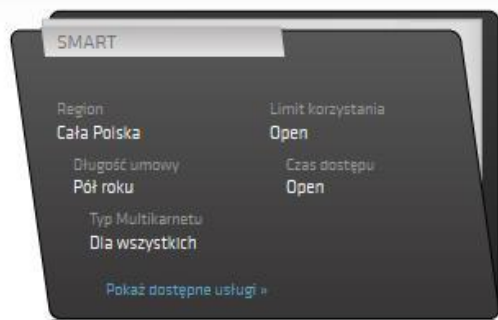 SMART
Region Limit korzystania
Cała Polska Open
Długość umowy Czas dostępu
Pół roku Open
Typ Multikarnetu
Dla wszystkich
Pokaż dostępne usługi »